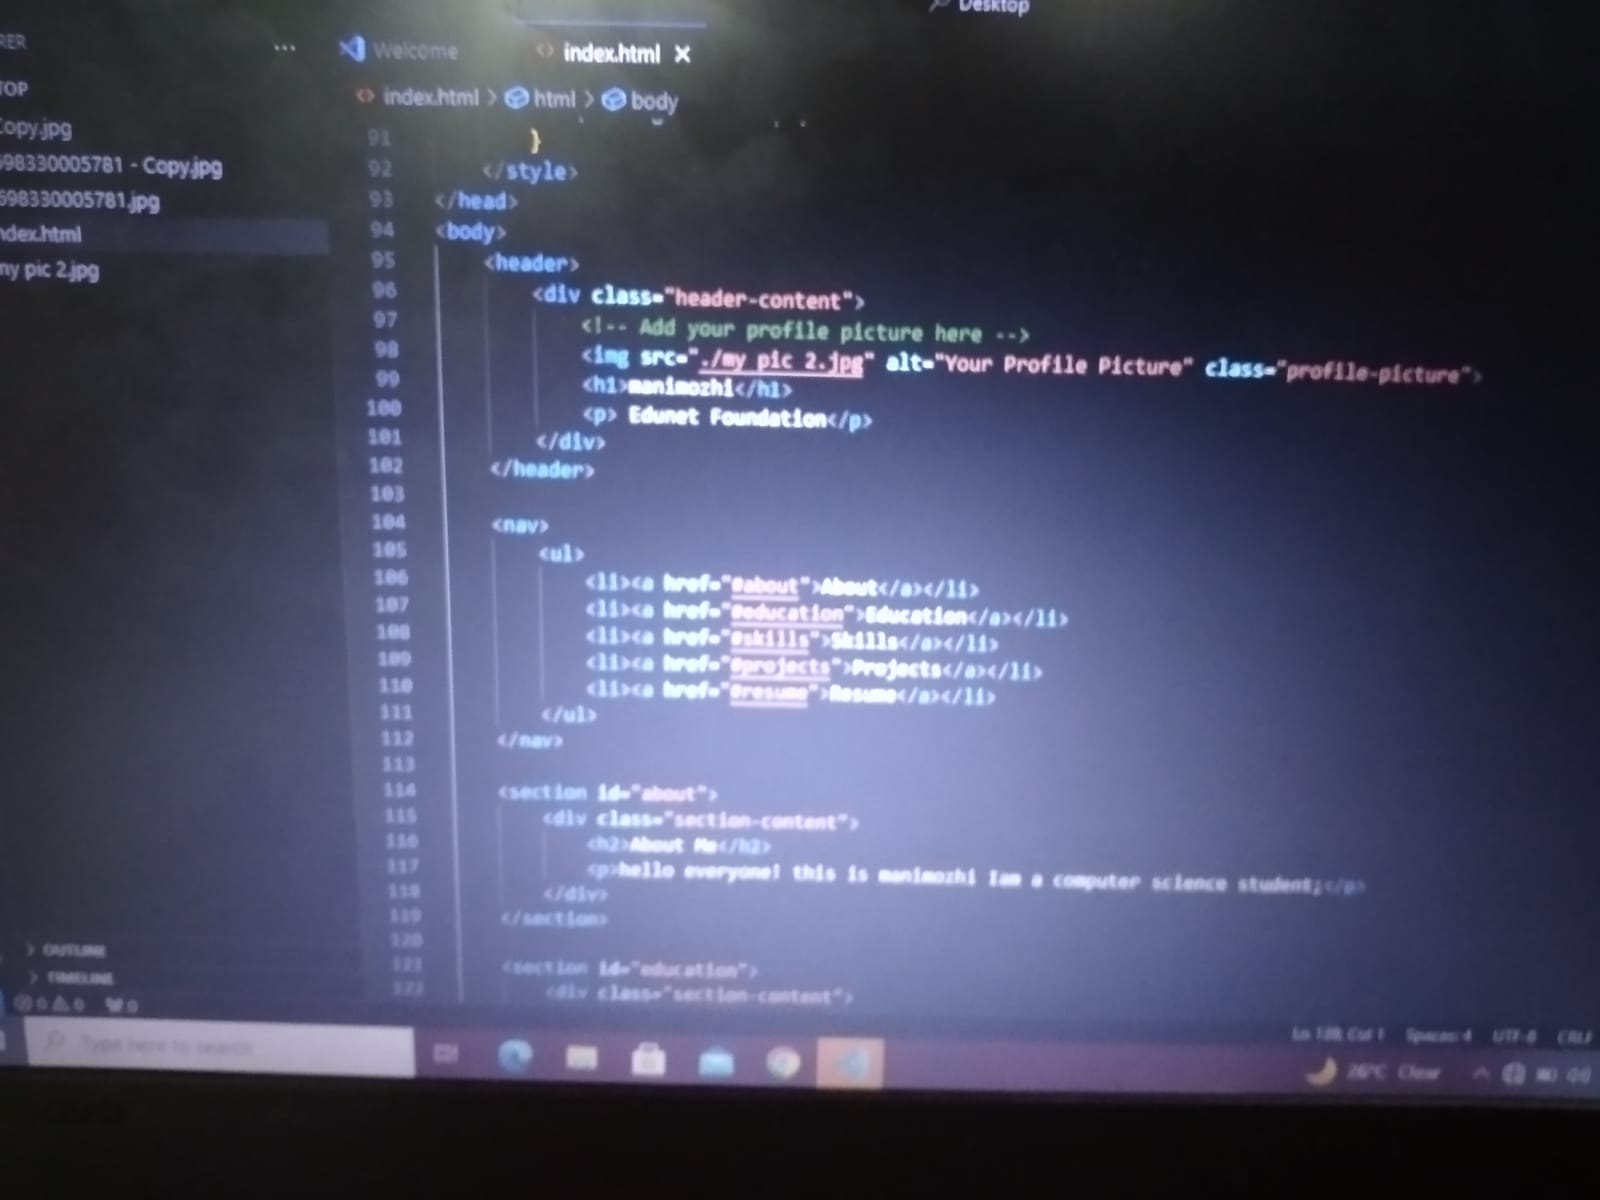 Desktop
RER
...
Welcome
index.html
TOP
index.html > html > body
Copy.jpg
698330005781 - Copy.jpg
698330005781.jpg
ndex.html
my pic 2.jpg
91 }
92 </style>
93 </head>
94 <body>
95 <header>
96 <div class="header-content">
97 <!-- Add your profile picture here -->
98 <img src="./my pic 2.jpg" alt="Your Profile Picture" class="profile-picture">
99 <h1>manimozhi</h1>
100 <p> Edunet Foundation</p>
101 </div>
102 </header>
103
104 <nav>
105 <ul>
106 <li><a href="#about">About</a></li>
107 <li><a href="#education">Education</a></li>
108 <li><a href="#skills">Skills</a></li>
109 <li><a href="#projects">Projects</a></li>
110 <li><a href="#resume">Resume</a></li>
111 </ul>
112 </nav>
113
114 <section id="about">
115 <div class="section-content">
116 <h2>About Me</h2>
117 <p>hello everyone! this is manimozhi Iam a computer science student;</p>
118 </div>
119 </section>
120
121 <section id="education">
122 <div class="section-content">
OUTLINE
TIMELINE
0 0 0
Col 1 Spaces: 4 UTF-8 CRLF
Type here to search
26°C Clear